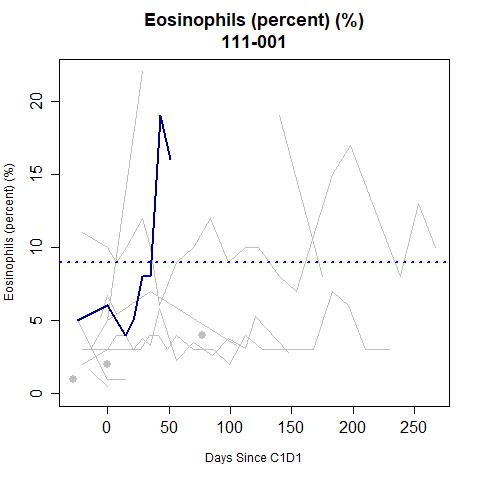 Eosinophils (percent) (%)
111-001
Eosinophils (percent) (%)
20
15
10
5
0
0 50 100 150 200 250
Days Since C1D1